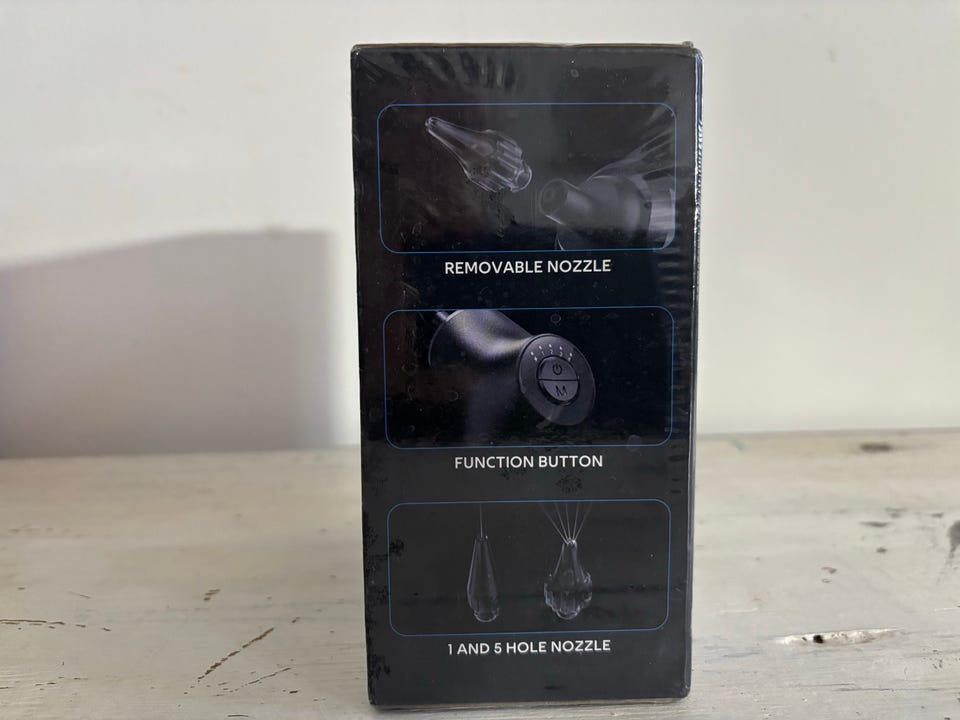 REMOVABLE NOZZLE
M
FUNCTION BUTTON
1 AND 5 HOLE NOZZLE